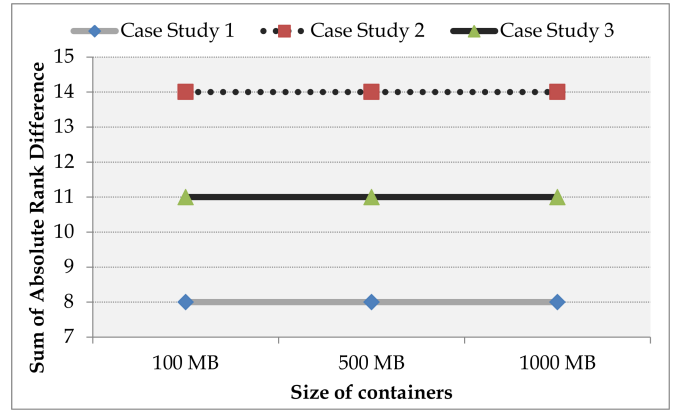 Case Study 1 Case Study 2 Case Study 3
Sum of Absolute Rank Difference
15
14
13
12
11
10
9
8
7
100 MB 500 MB 1000 MB
Size of containers